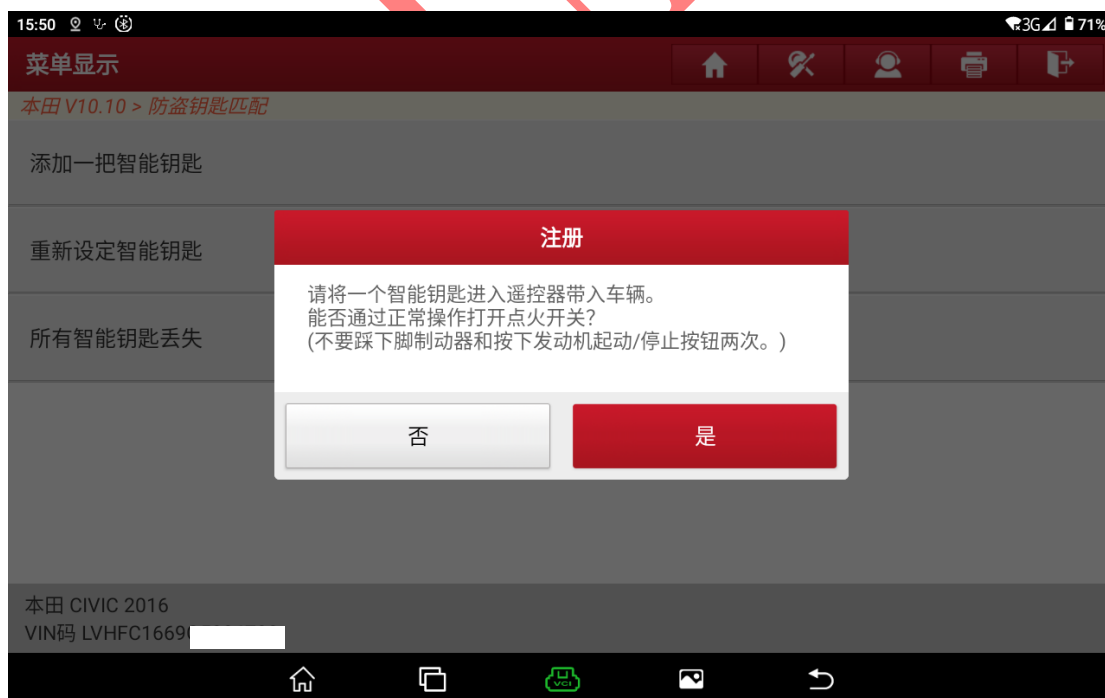 15:50
3G
71%
菜单显示
本田 V10.10 > 防盗钥匙匹配
添加一把智能钥匙
重新设定智能钥匙
所有智能钥匙丢失
注册
请将一个智能钥匙进入遥控器带入车辆。
能否通过正常操作打开点火开关?
(不要踩下脚制动器和按下发动机起动/停止按钮两次。)
否
是
本田 CIVIC 2016
VIN码 LVHFC1669
VCI